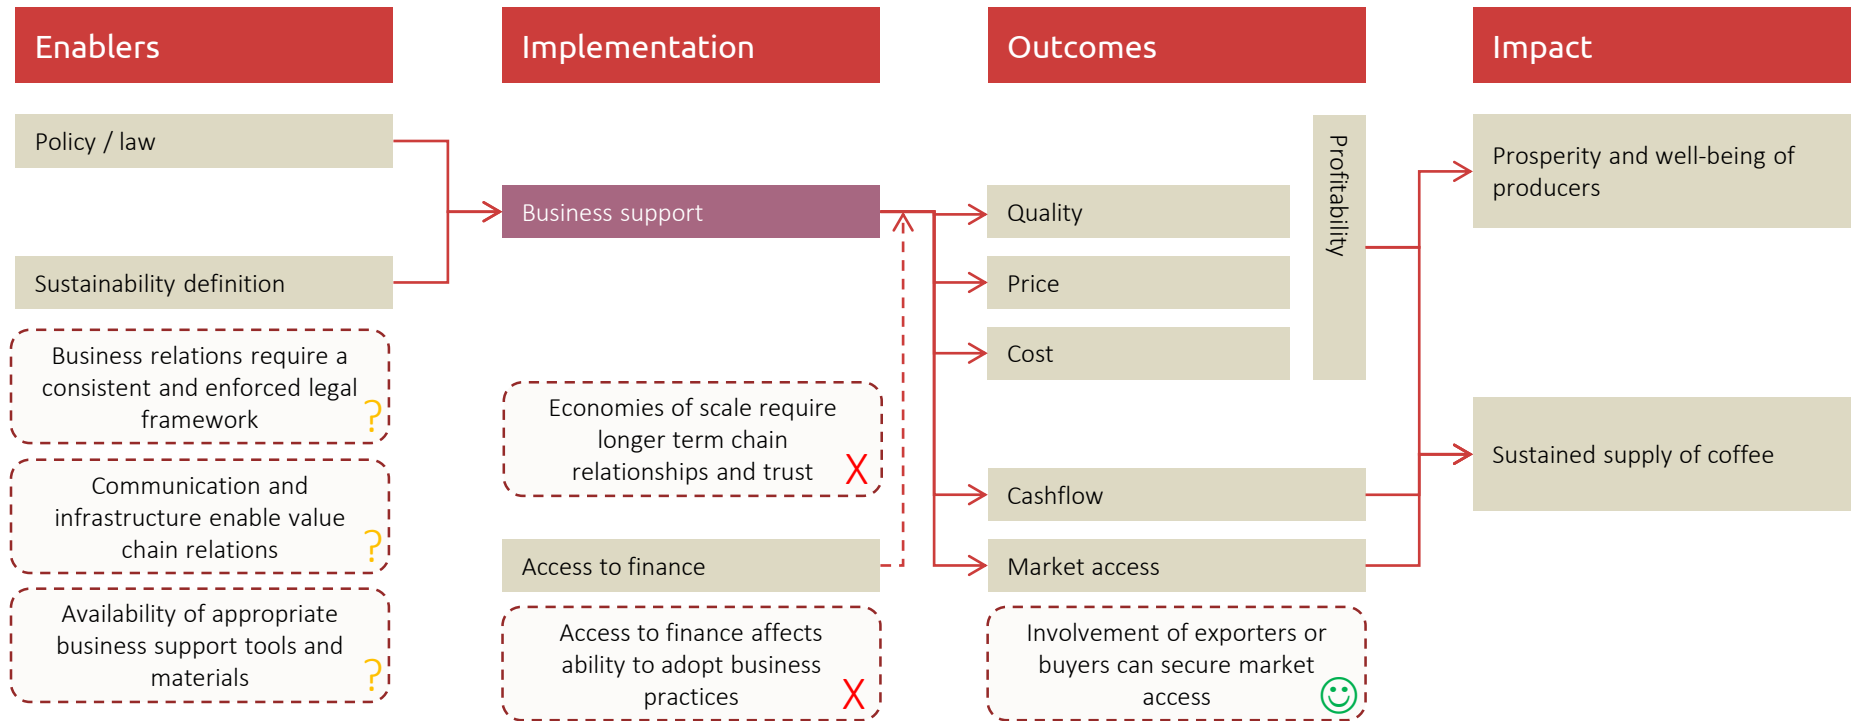 Enablers
Implementation
Outcomes
Impact
Policy / law
Sustainability definition
Business relations require a
consistent and enforced legal
framework
?
Communication and
infrastructure enable value
chain relations
?
Availability of appropriate
business support tools and
materials
?
Business support
Economies of scale require
longer term chain
relationships and trust
X
Access to finance
Access to finance affects
ability to adopt business
practices
X
Quality
Price
Cost
Profitability
Cashflow
Market access
Involvement of exporters or
buyers can secure market
access
Prosperity and well-being of
producers
Sustained supply of coffee